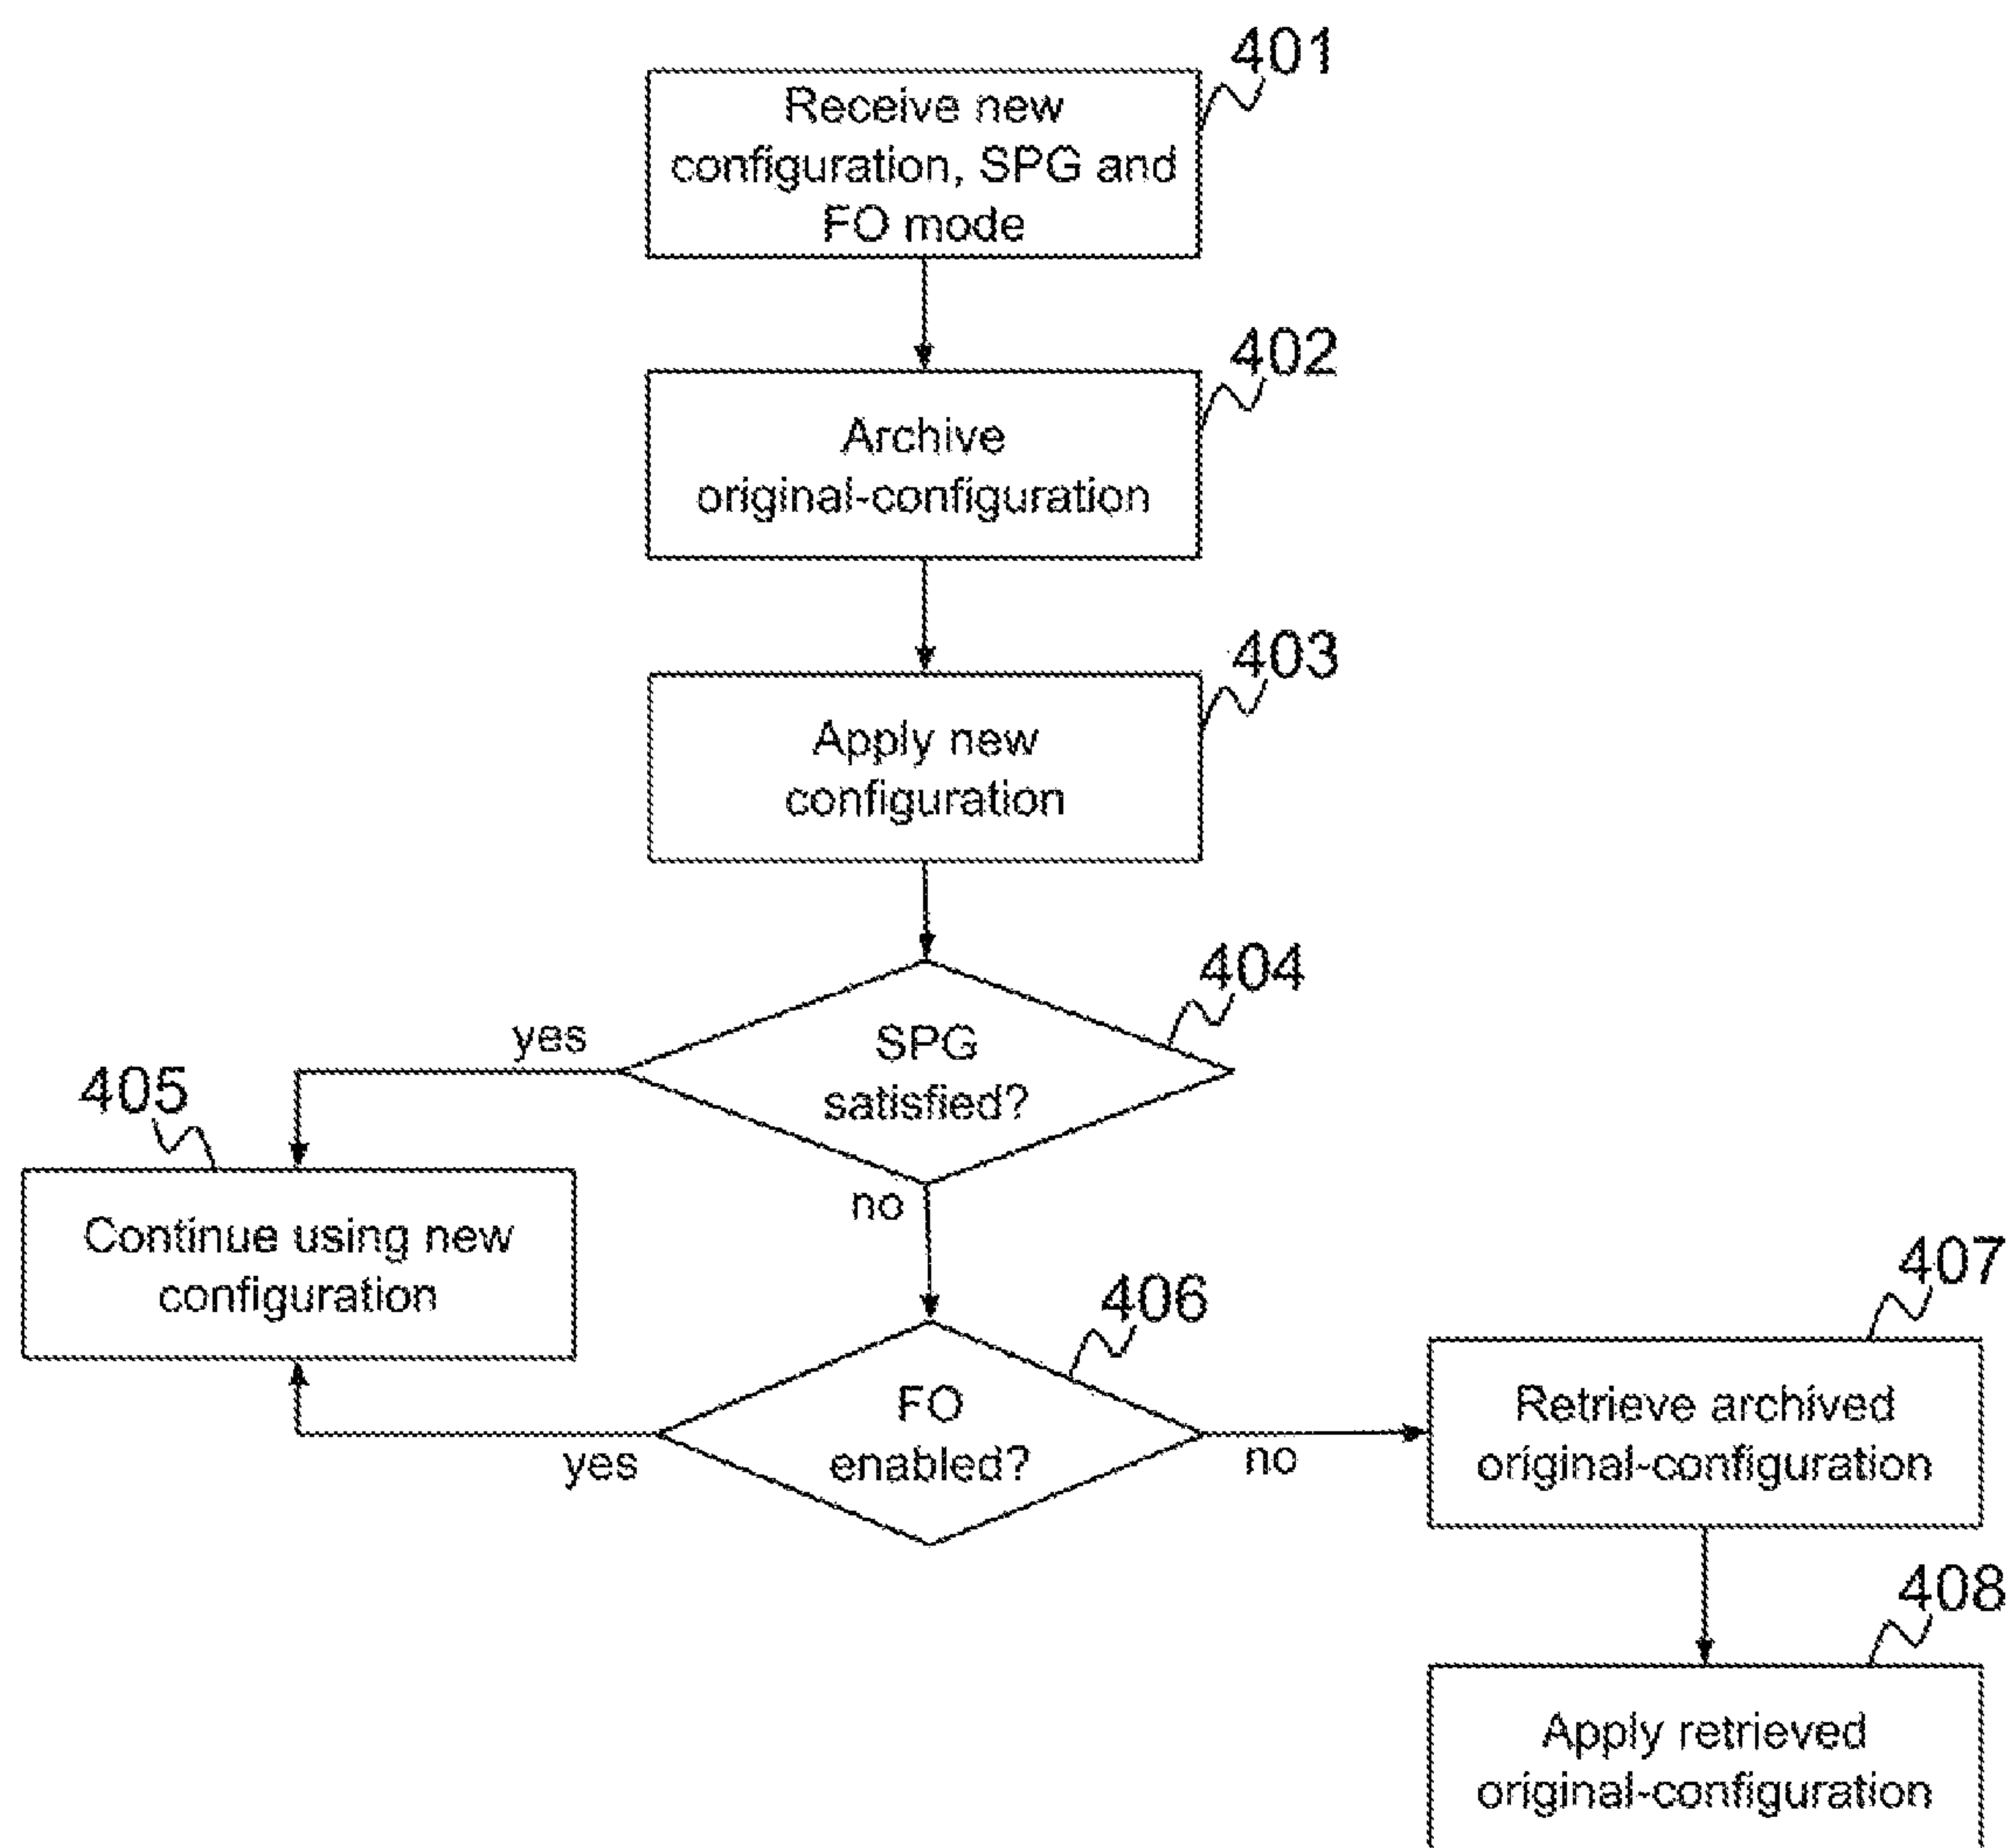 401
Receive new
configuration, SPG and
FO mode
402
Archive
original-configuration
403
Apply new
configuration
404
SPG
satisfied?
yes
no
405
Continue using new
configuration
406
FO
enabled?
yes
no
407
Retrieve archived
original-configuration
408
Apply retrieved
original-configuration